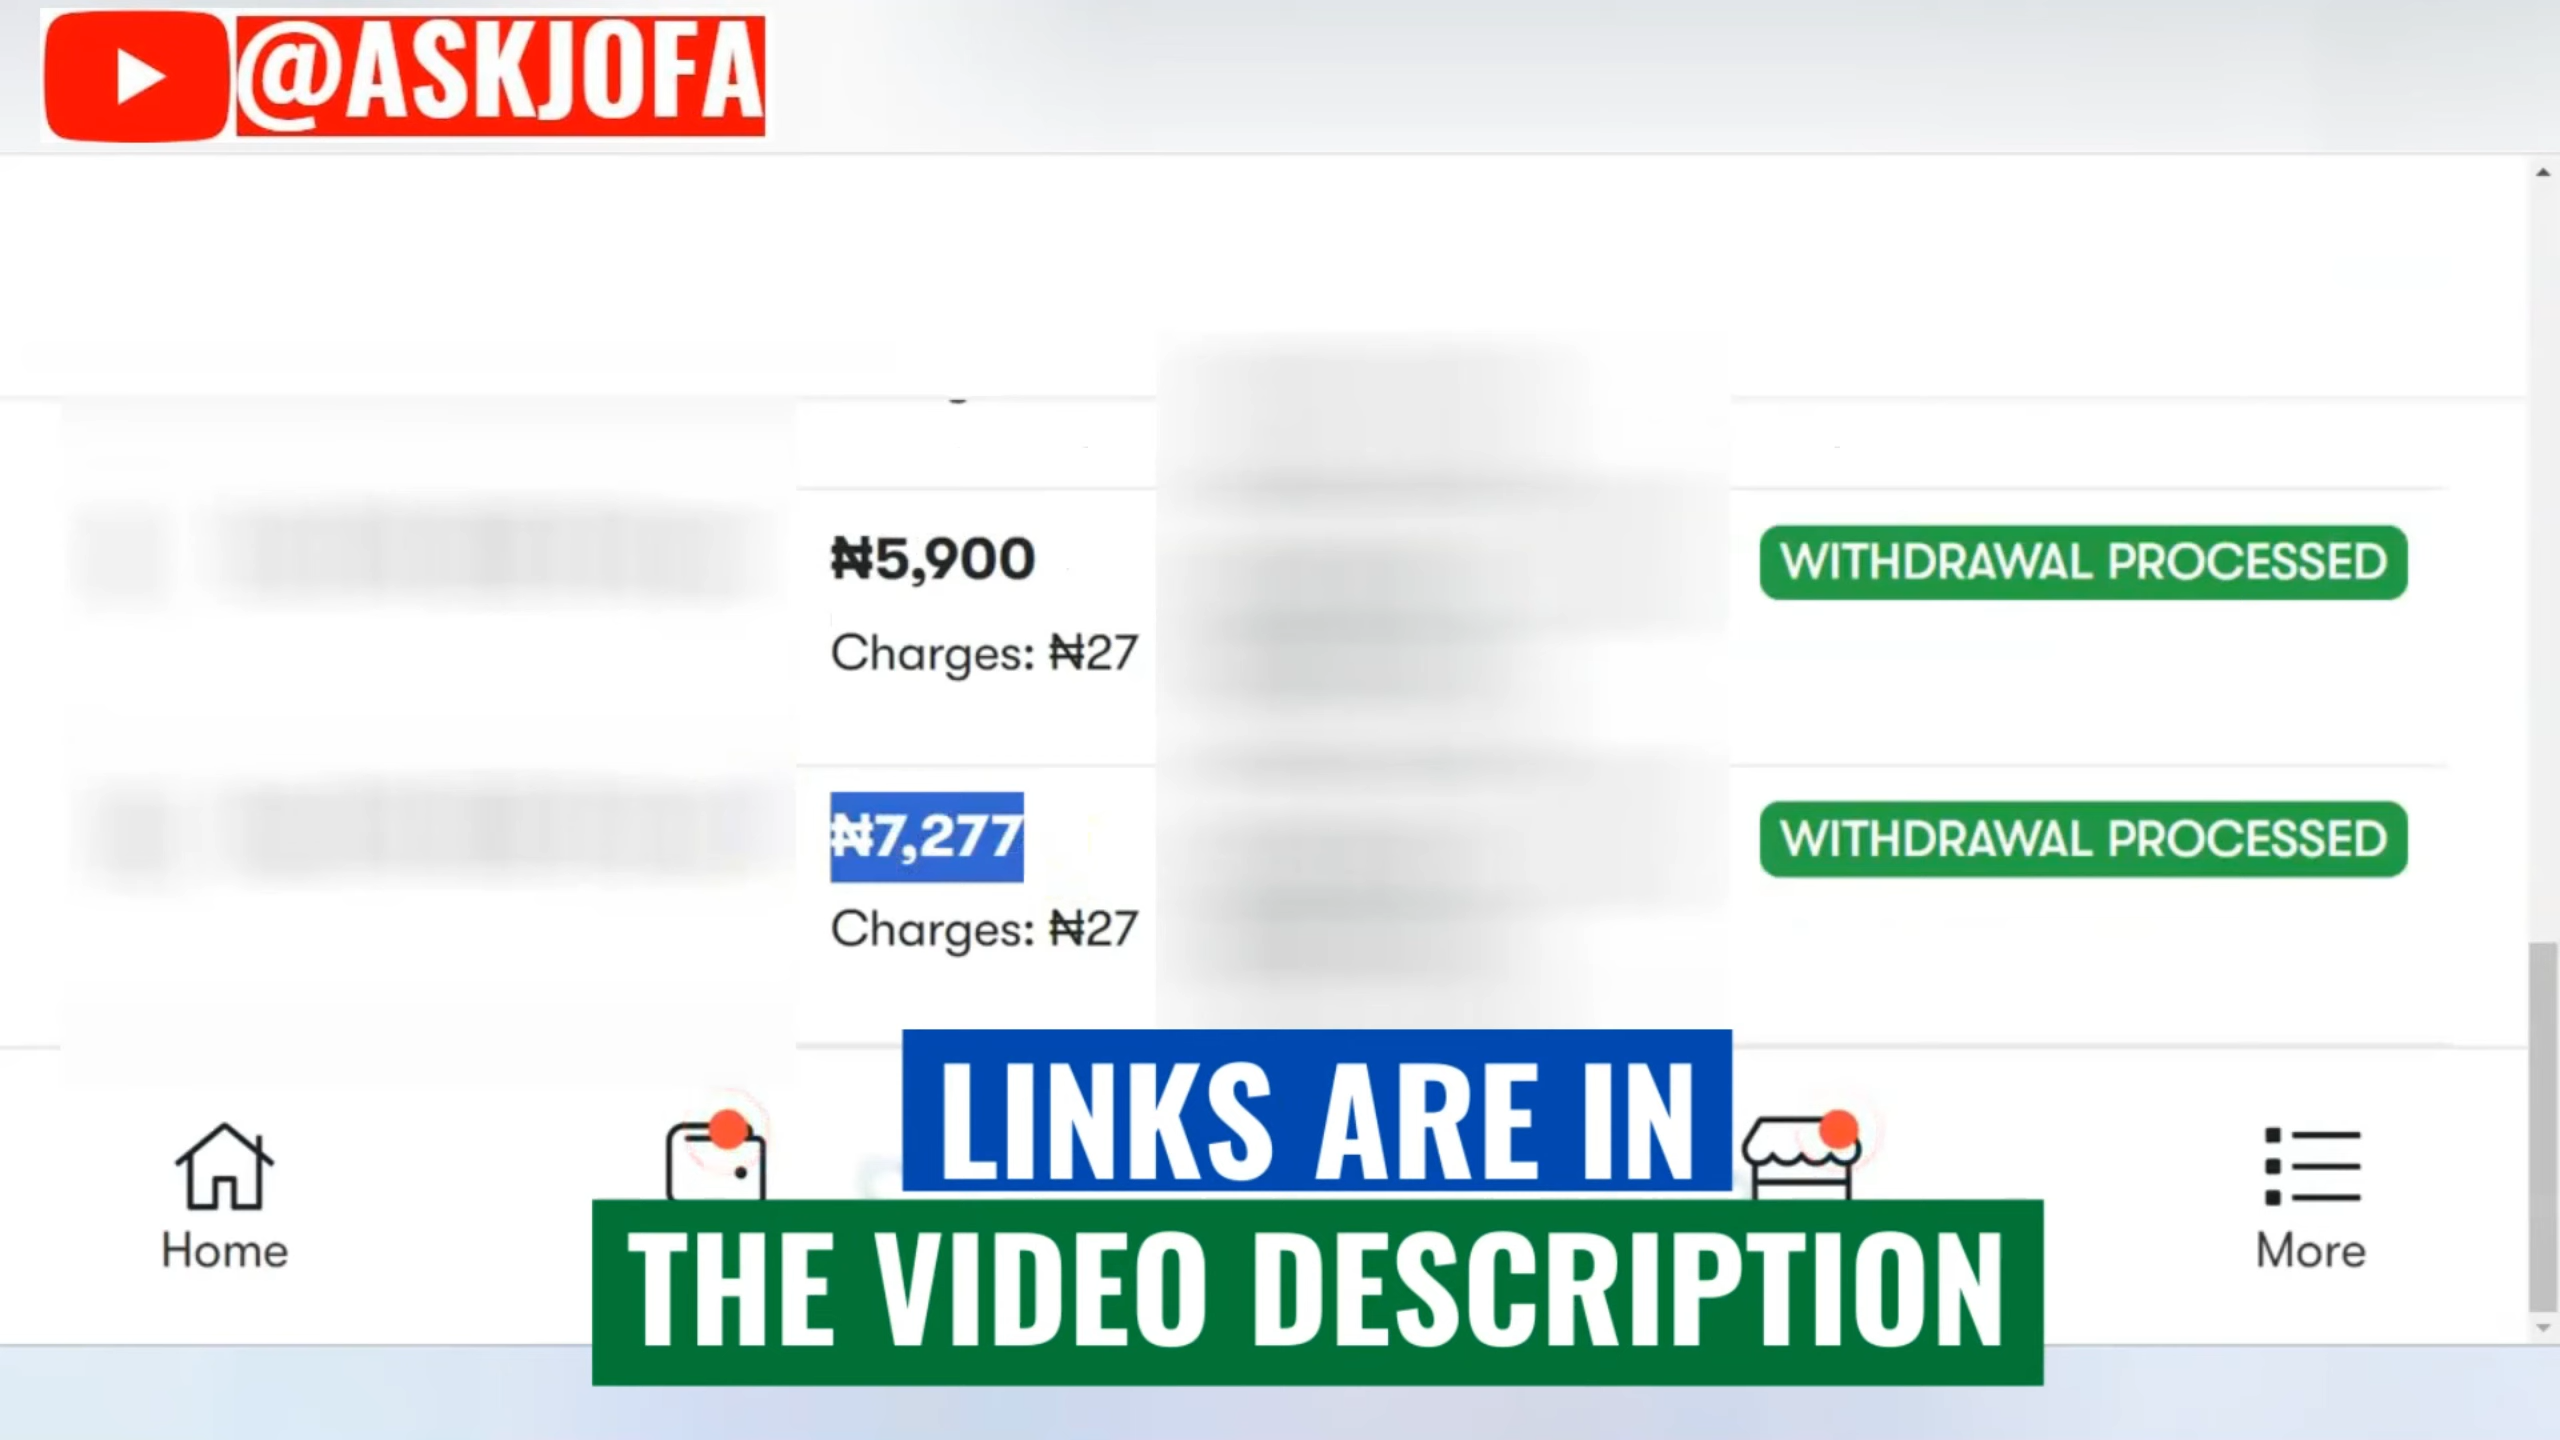 @ASKJOFA
₦5,900
WITHDRAWAL PROCESSED
Charges: ₦27
₦7,277
WITHDRAWAL PROCESSED
Charges: ₦27
LINKS ARE IN
THE VIDEO DESCRIPTION
Home
More